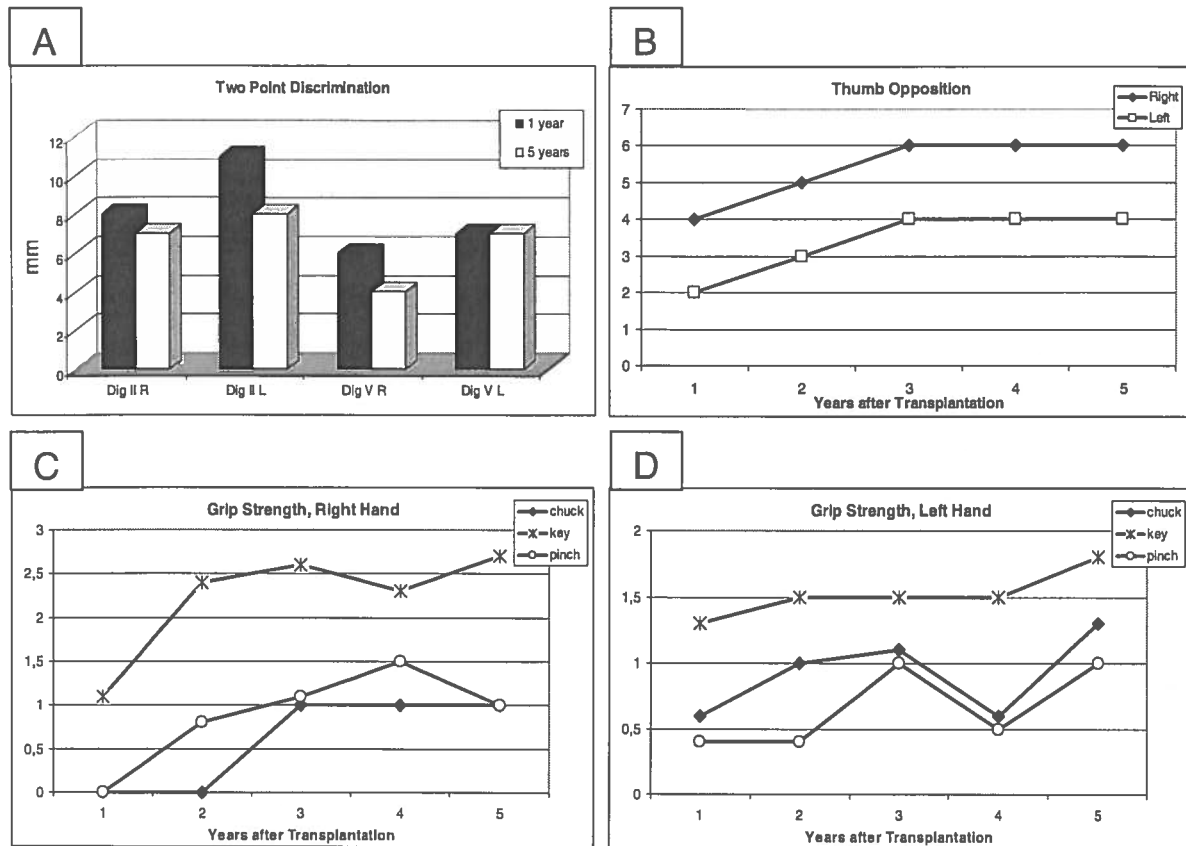 A
Two Point Discrimination
1 year
5 years
mm
12
10
8
6
4
2
0
Dig II R
Dig II L
Dig V R
Dig V L
B
Thumb Opposition
Right
Left
7
6
5
4
3
2
1
0
1 2 3 4 5
Years after Transplantation
C
Grip Strength, Right Hand
chuck
key
pinch
3
2,5
2
1,5
1
0,5
0
1 2 3 4 5
Years after Transplantation
D
Grip Strength, Left Hand
chuck
key
pinch
2
1,5
1
0,5
0
1 2 3 4 5
Years after Transplantation